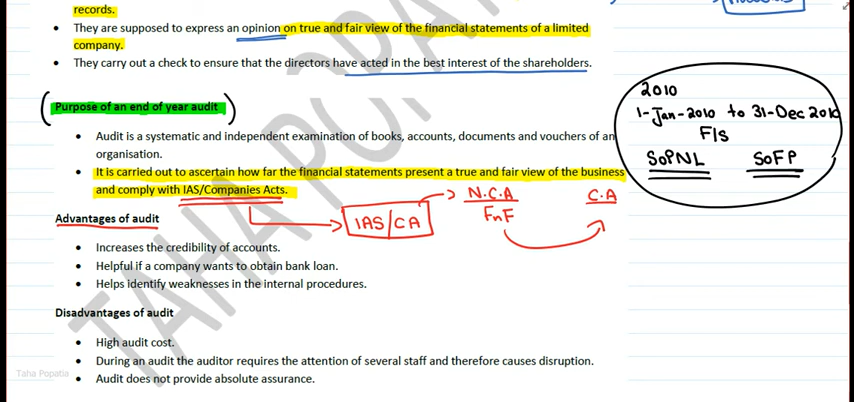 records.
They are supposed to express an opinion on true and fair view of the financial statements of a limited
company.
They carry out a check to ensure that the directors have acted in the best interest of the shareholders.
2010
1-Jan-2010 to 31-Dec 2010
F/s
SoPNL SoFP
Purpose of an end of year audit
Audit is a systematic and independent examination of books, accounts, documents and vouchers of an
organisation.
It is carried out to ascertain how far the financial statements present a true and fair view of the business
and comply with IAS/Companies Acts.
IAS/CA
N.C.A
FnF
C.A
Advantages of audit
Increases the credibility of accounts.
Helpful if a company wants to obtain bank loan.
Helps identify weaknesses in the internal procedures.
Disadvantages of audit
High audit cost.
During an audit the auditor requires the attention of several staff and therefore causes disruption.
Audit does not provide absolute assurance.
Taha Popatia
TAHA POPATI